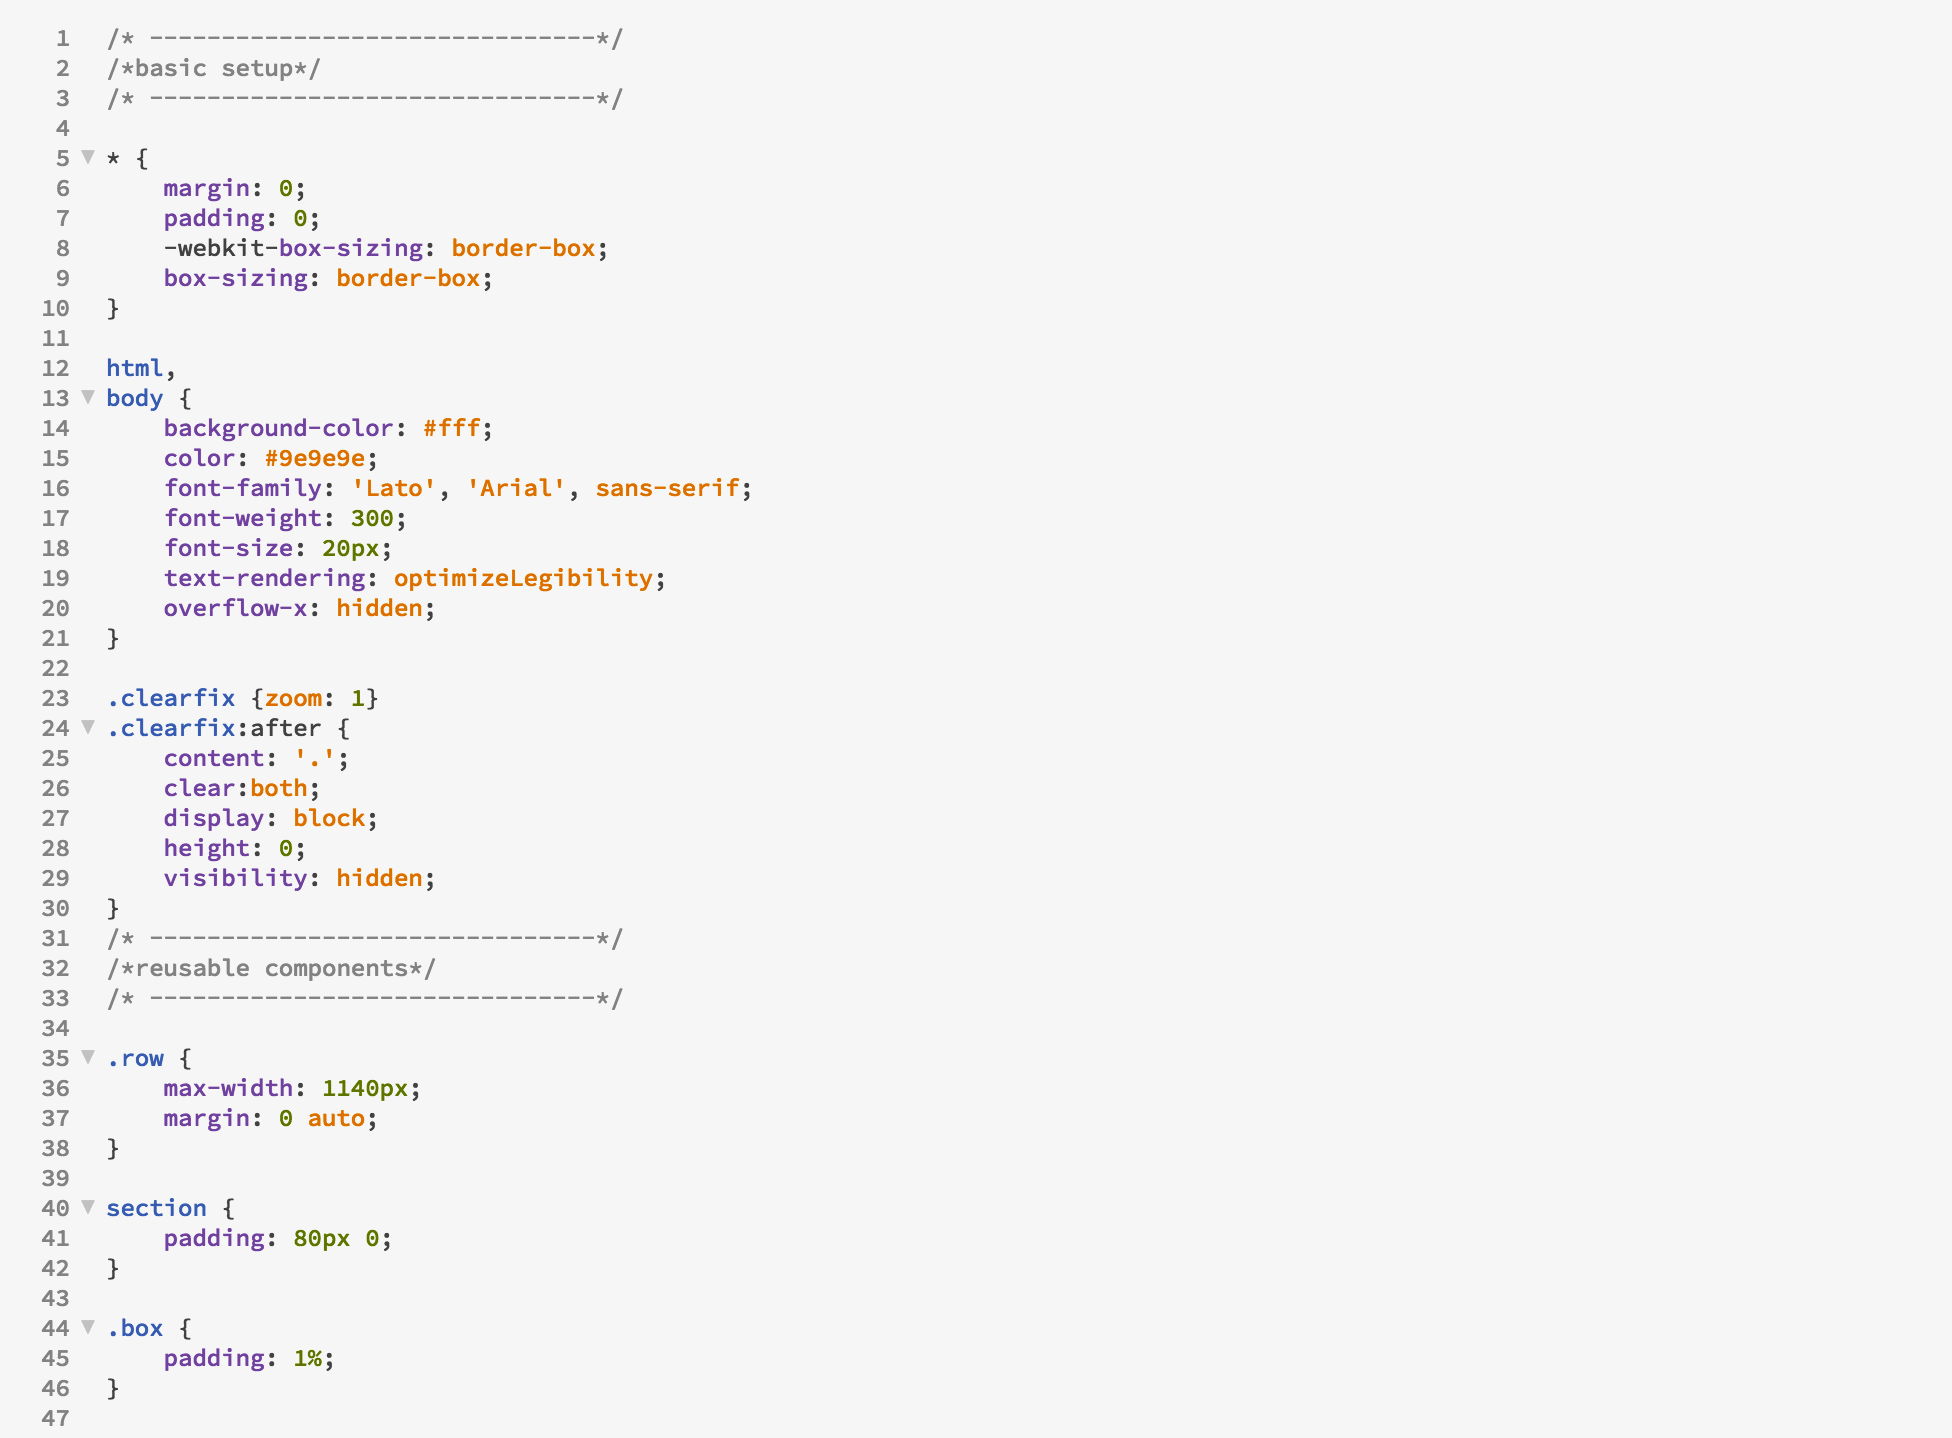 1 /* -------------------------------*/
2 /*basic setup*/
3 /* -------------------------------*/
4
5 * {
6     margin: 0;
7     padding: 0;
8     -webkit-box-sizing: border-box;
9     box-sizing: border-box;
10 }
11
12 html,
13 body {
14     background-color: #fff;
15     color: #9e9e9e;
16     font-family: 'Lato', 'Arial', sans-serif;
17     font-weight: 300;
18     font-size: 20px;
19     text-rendering: optimizeLegibility;
20     overflow-x: hidden;
21 }
22
23 .clearfix {zoom: 1}
24 .clearfix:after {
25     content: '.';
26     clear:both;
27     display: block;
28     height: 0;
29     visibility: hidden;
30 }
31 /* -------------------------------*/
32 /*reusable components*/
33 /* -------------------------------*/
34
35 .row {
36     max-width: 1140px;
37     margin: 0 auto;
38 }
39
40 section {
41     padding: 80px 0;
42 }
43
44 .box {
45     padding: 1%;
46 }
47